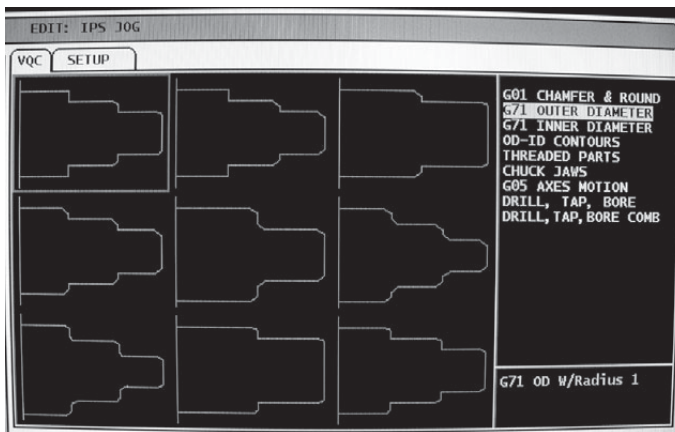 EDIT: IPS JOG
VQC
SETUP
G01 CHAMFER & ROUND
G71 OUTER DIAMETER
G71 INNER DIAMETER
OD-ID CONTOURS
THREADED PARTS
CHUCK JAWS
G05 AXES MOTION
DRILL, TAP, BORE
DRILL,TAP,BORE COMB
G71 OD W/Radius 1